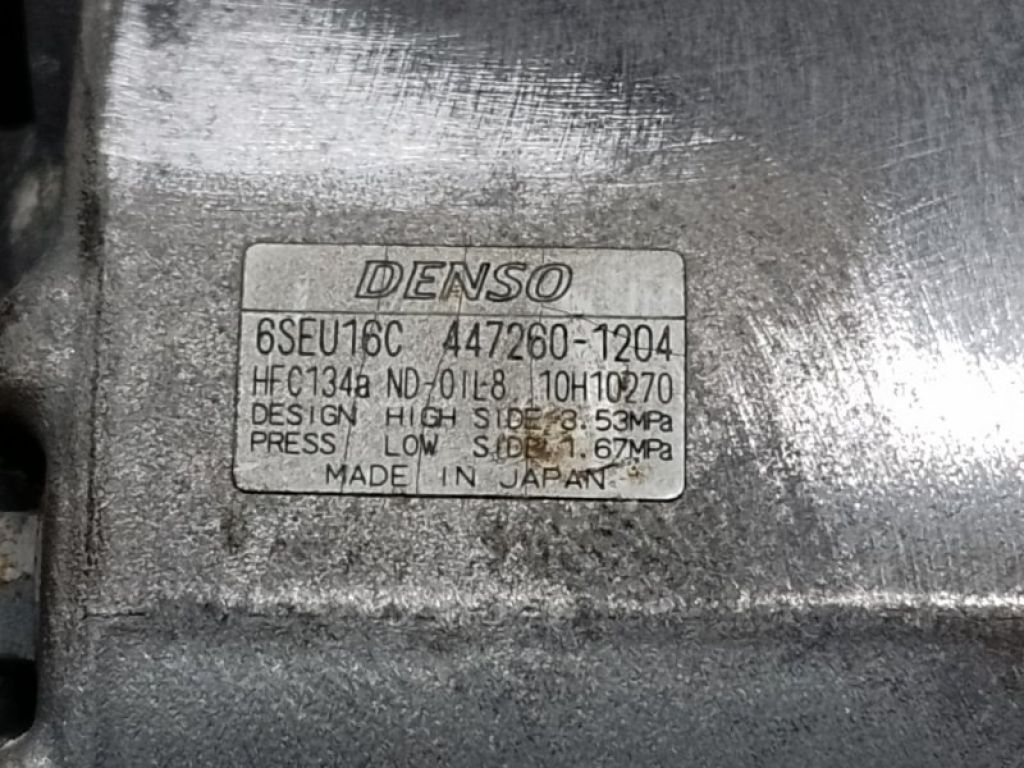 DENSO
6SEU16C 447260-1204
HFC134a ND-OIL8 10H10270
DESIGN HIGH SIDE 3.53MPa
PRESS LOW SIDE 1.67MPa
MADE IN JAPAN